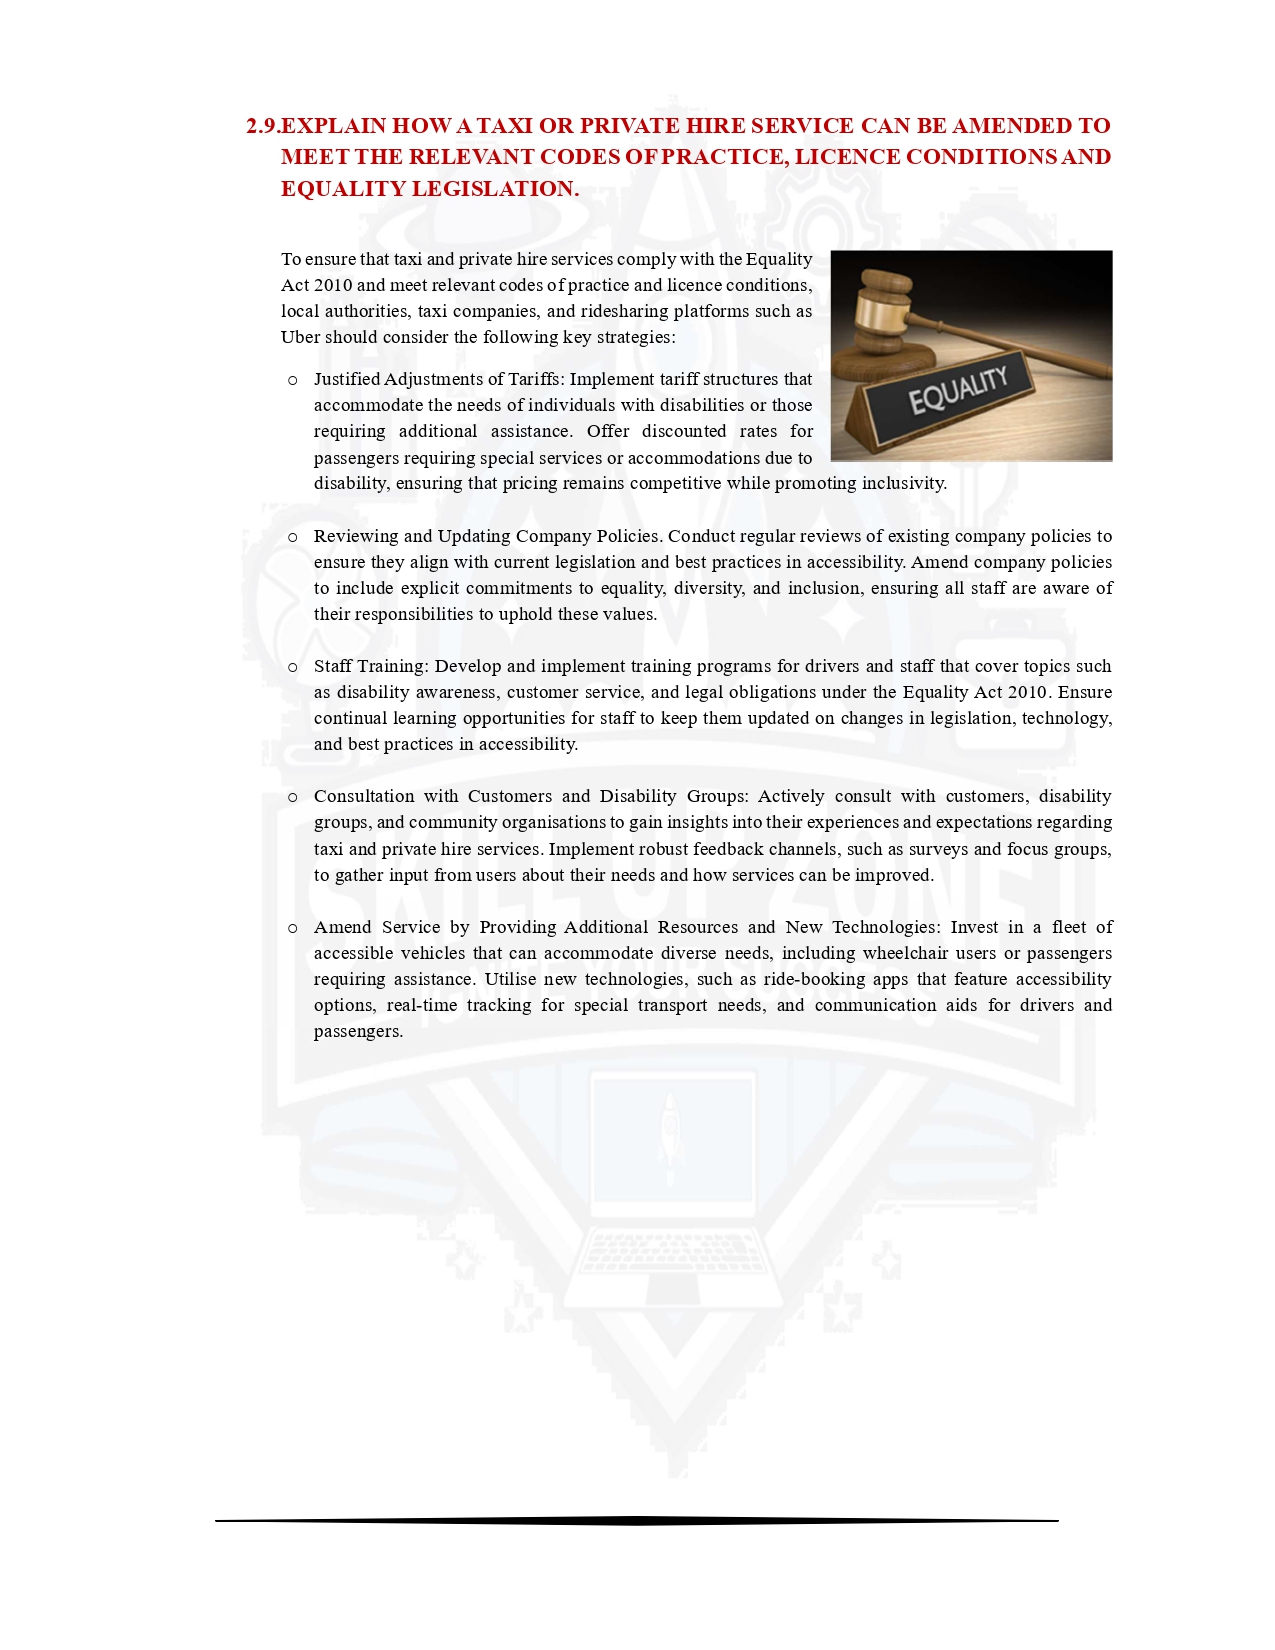 2.9.EXPLAIN HOW A TAXI OR PRIVATE HIRE SERVICE CAN BE AMENDED TO
MEET THE RELEVANT CODES OF PRACTICE, LICENCE CONDITIONS AND
EQUALITY LEGISLATION.
To ensure that taxi and private hire services comply with the Equality
Act 2010 and meet relevant codes of practice and licence conditions,
local authorities, taxi companies, and ridesharing platforms such as
Uber should consider the following key strategies:
EQUALITY
○ Justified Adjustments of Tariffs: Implement tariff structures that
accommodate the needs of individuals with disabilities or those
requiring additional assistance. Offer discounted rates for
passengers requiring special services or accommodations due to
disability, ensuring that pricing remains competitive while promoting inclusivity.
○ Reviewing and Updating Company Policies. Conduct regular reviews of existing company policies to
ensure they align with current legislation and best practices in accessibility. Amend company policies
to include explicit commitments to equality, diversity, and inclusion, ensuring all staff are aware of
their responsibilities to uphold these values.
○ Staff Training: Develop and implement training programs for drivers and staff that cover topics such
as disability awareness, customer service, and legal obligations under the Equality Act 2010. Ensure
continual learning opportunities for staff to keep them updated on changes in legislation, technology,
and best practices in accessibility.
○ Consultation with Customers and Disability Groups: Actively consult with customers, disability
groups, and community organisations to gain insights into their experiences and expectations regarding
taxi and private hire services. Implement robust feedback channels, such as surveys and focus groups,
to gather input from users about their needs and how services can be improved.
○ Amend Service by Providing Additional Resources and New Technologies: Invest in a fleet of
accessible vehicles that can accommodate diverse needs, including wheelchair users or passengers
requiring assistance. Utilise new technologies, such as ride-booking apps that feature accessibility
options, real-time tracking for special transport needs, and communication aids for drivers and
passengers.
SKILL UP ZONE